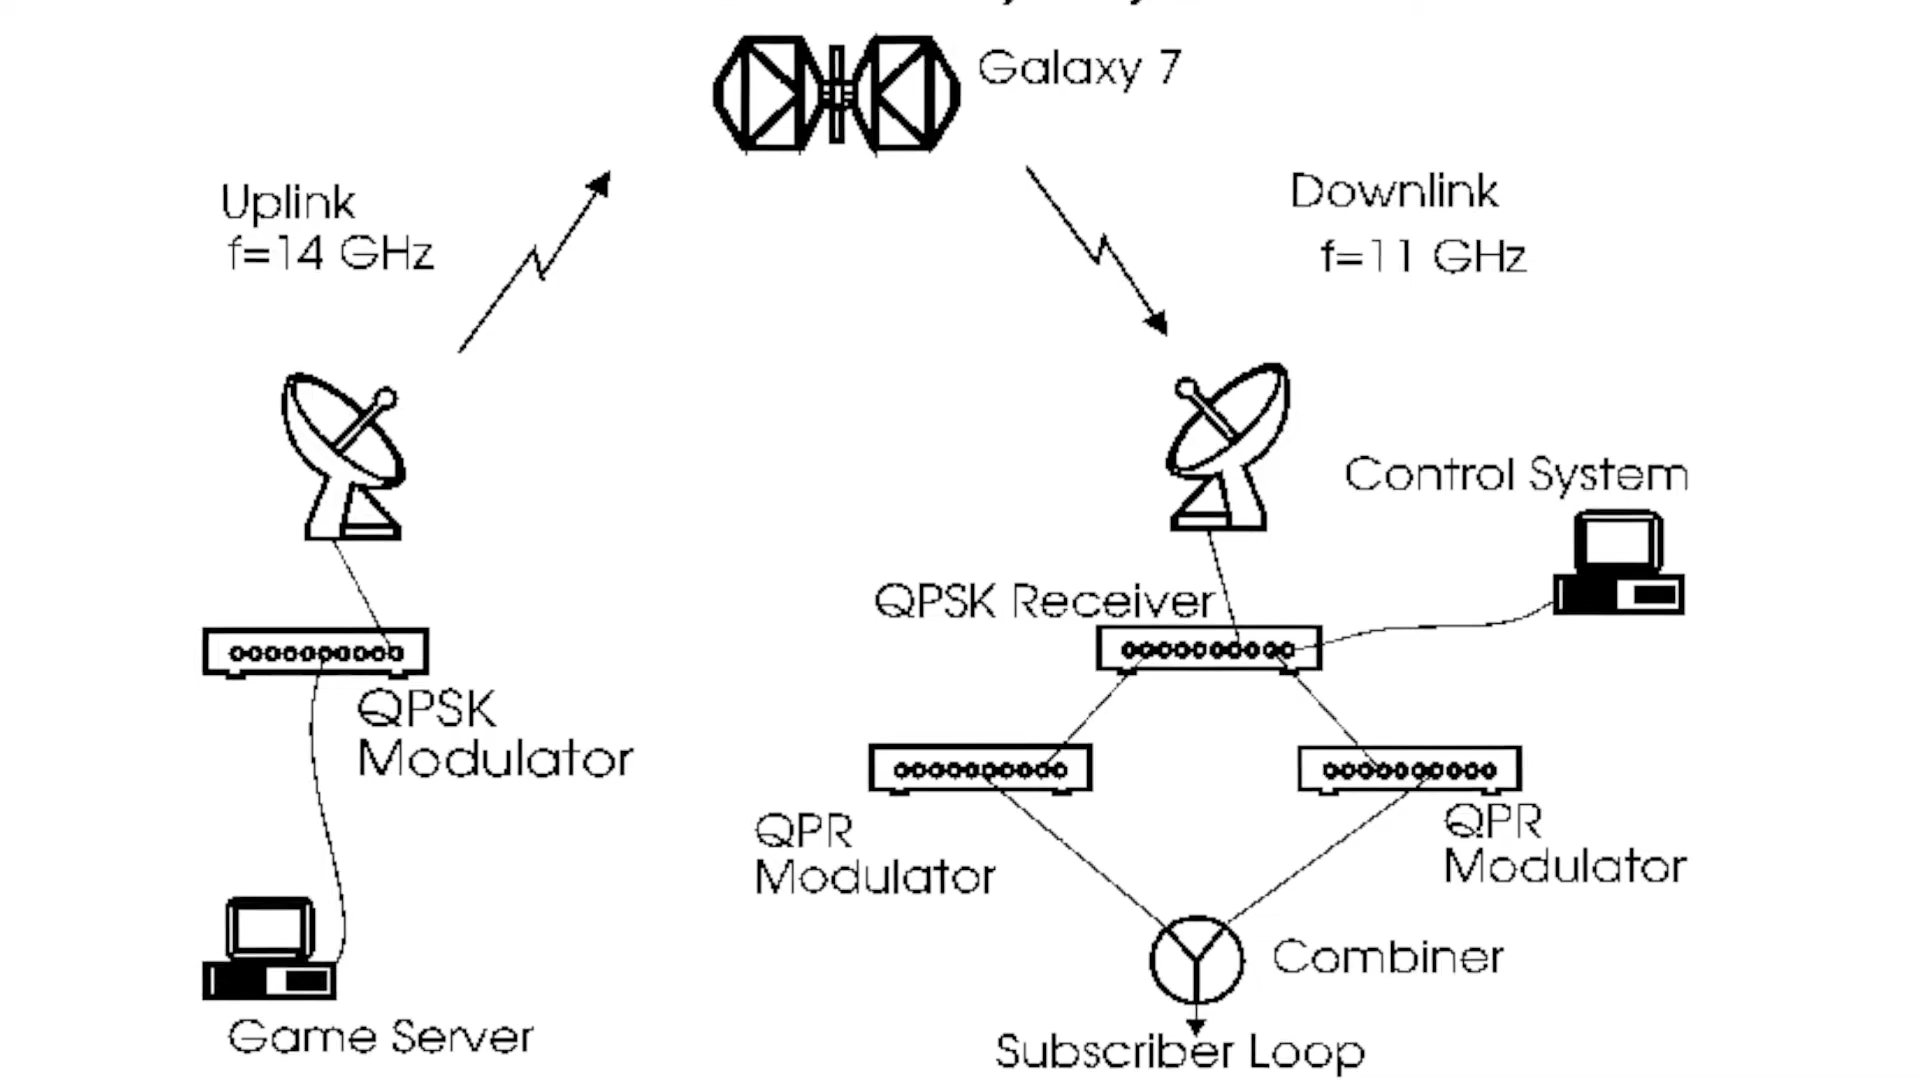 Galaxy 7
Uplink
f=14 GHz
Downlink
f=11 GHz
Control System
QPSK Receiver
QPSK
Modulator
QPR
Modulator
QPR
Modulator
Combiner
Game Server
Subscriber Loop